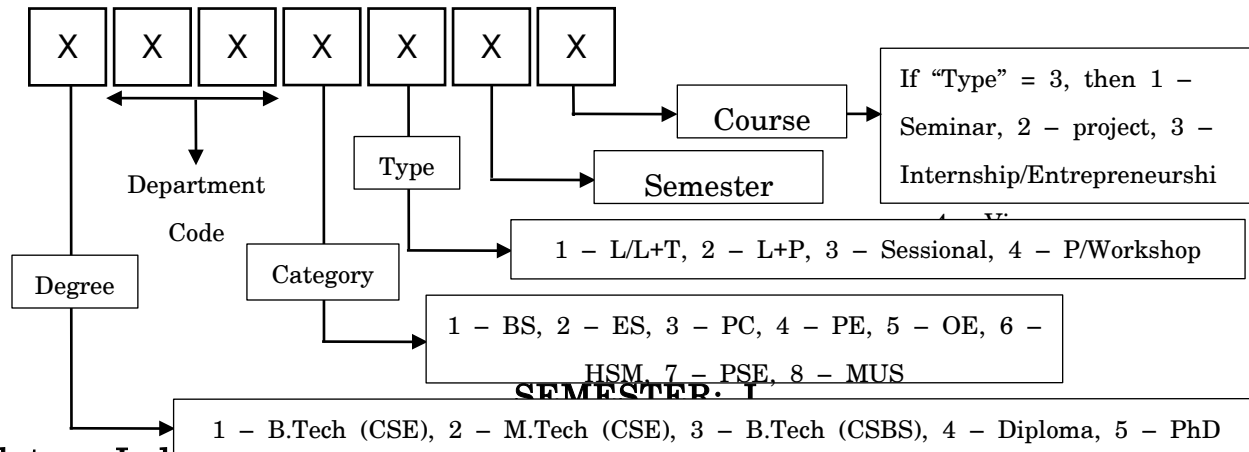 X X X X X X X
If “Type” = 3, then 1 –
Seminar, 2 – project, 3 –
Internship/Entrepreneurshi
Course
Type
Semester
Department
Code
1 – L/L+T, 2 – L+P, 3 – Sessional, 4 – P/Workshop
Degree
Category
1 – BS, 2 – ES, 3 – PC, 4 – PE, 5 – OE, 6 –
HSM, 7 – PSE, 8 – MUS
SEMESTER: I
1 – B.Tech (CSE), 2 – M.Tech (CSE), 3 – B.Tech (CSBS), 4 – Diploma, 5 – PhD